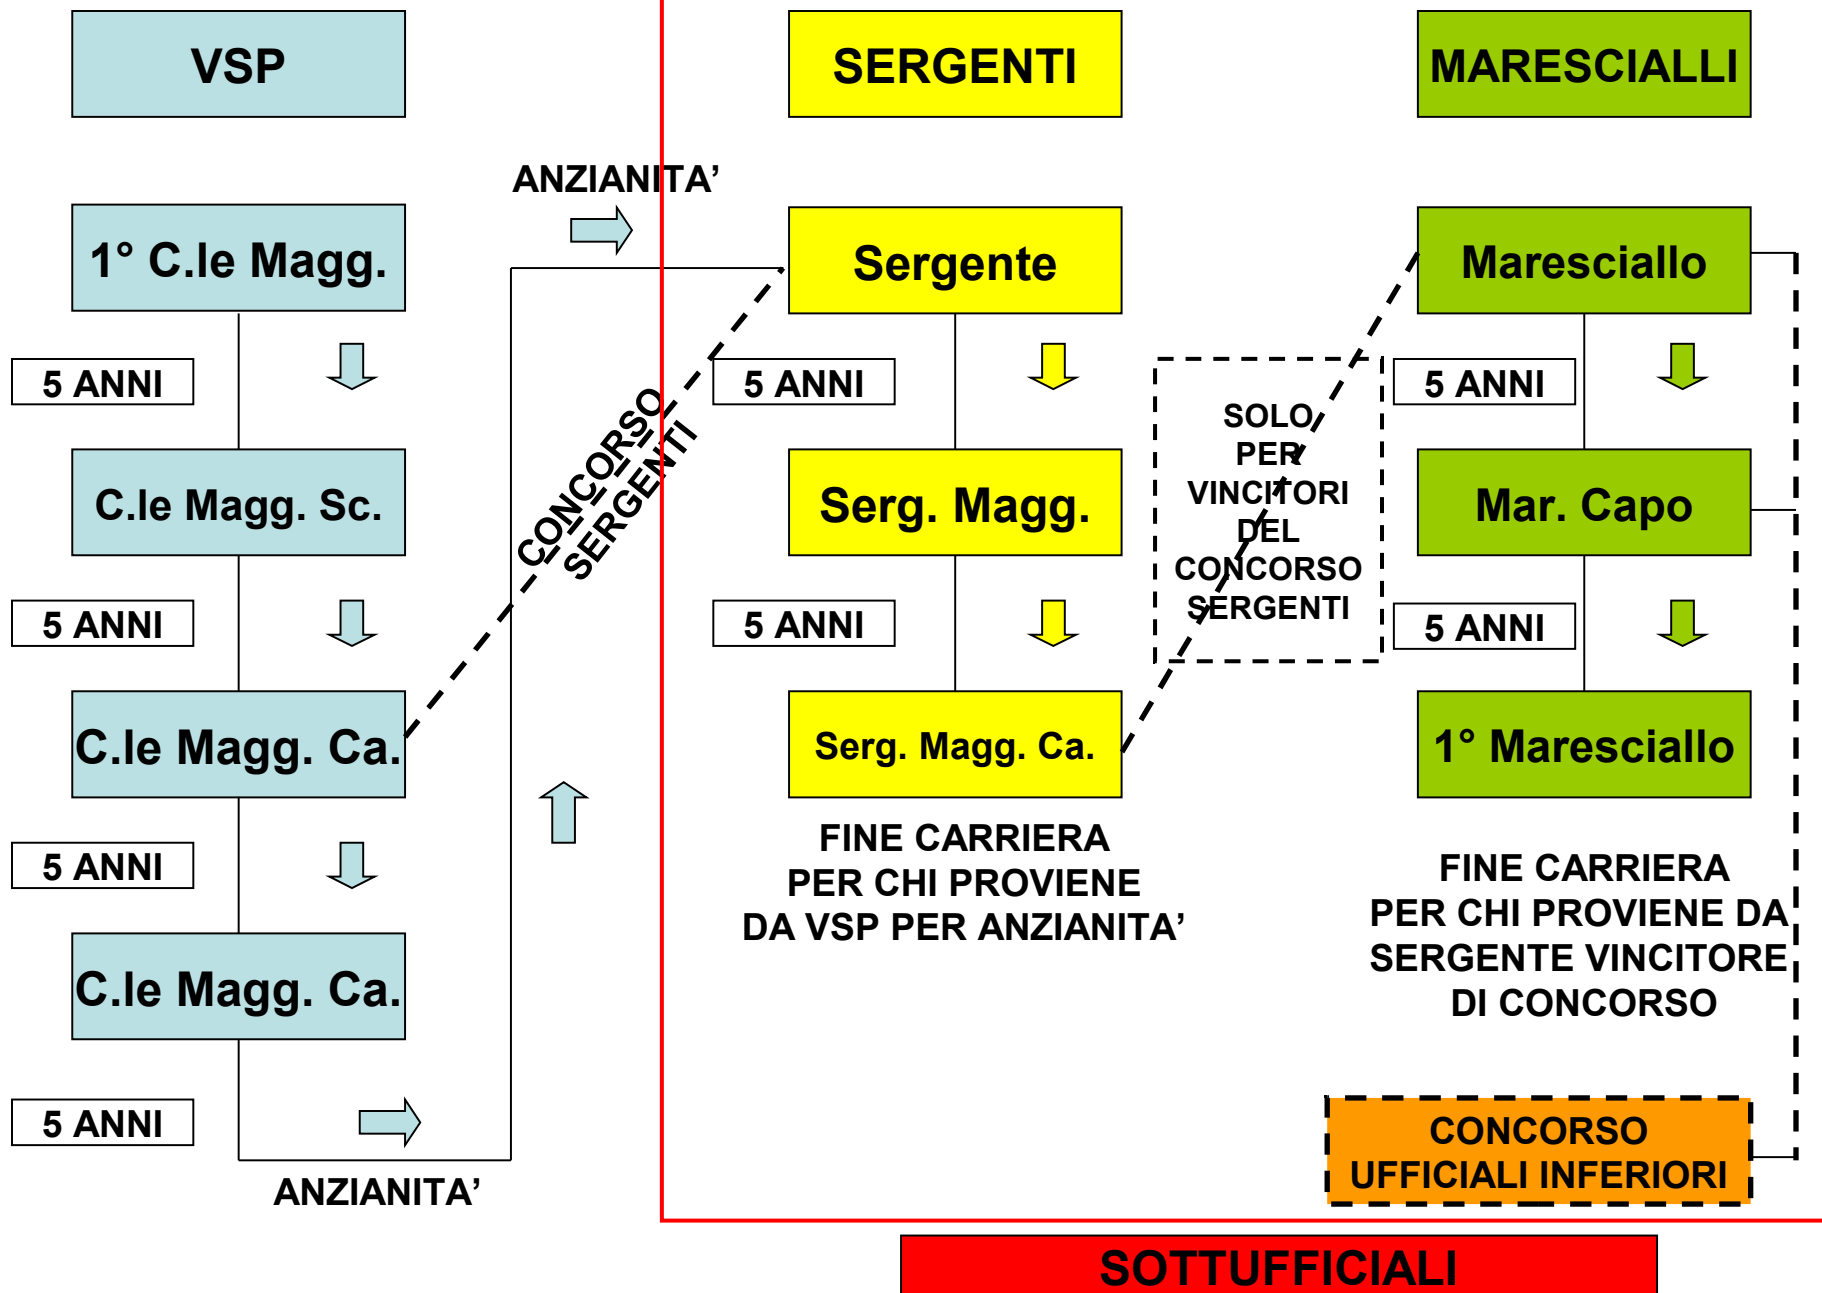 VSP
SERGENTI
MARESCIALLI
ANZIANITA’
1° C.le Magg.
Sergente
Maresciallo
5 ANNI
5 ANNI
5 ANNI
CONCORSO
SERGENTI
SOLO
PER
VINCITORI
DEL
CONCORSO
SERGENTI
C.le Magg. Sc.
Serg. Magg.
Mar. Capo
5 ANNI
5 ANNI
5 ANNI
C.le Magg. Ca.
Serg. Magg. Ca.
1° Maresciallo
5 ANNI
FINE CARRIERA
PER CHI PROVIENE
DA VSP PER ANZIANITA’
FINE CARRIERA
PER CHI PROVIENE DA
SERGENTE VINCITORE
DI CONCORSO
C.le Magg. Ca.
5 ANNI
ANZIANITA’
CONCORSO
UFFICIALI INFERIORI
SOTTUFFICIALI